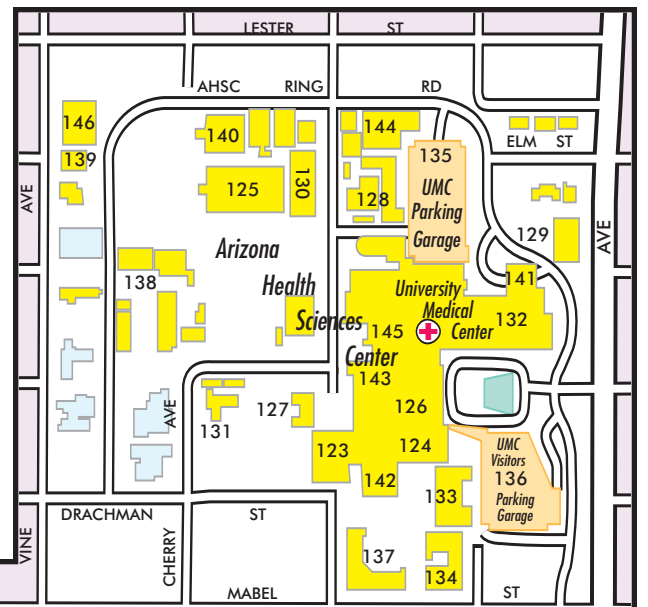 LESTER ST
AHSC RING RD
146
140
144
ELM ST
139
135
125
130
128
UMC
Parking
Garage
AVE
AVE
129
Arizona
Health
Sciences
Center
138
141
University
Medical
Center
132
145
143
126
127
AVE
131
123
124
142
UMC
Visitors
136
Parking
Garage
133
DRACHMAN ST
VINE
CHERRY
137
134
MABEL ST